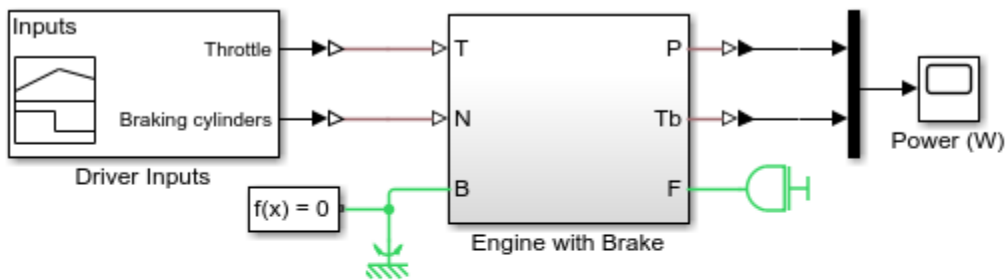 Inputs
Throttle
Braking cylinders
Driver Inputs
f(x) = 0
T
N
B
P
Tb
F
Engine with Brake
Power (W)